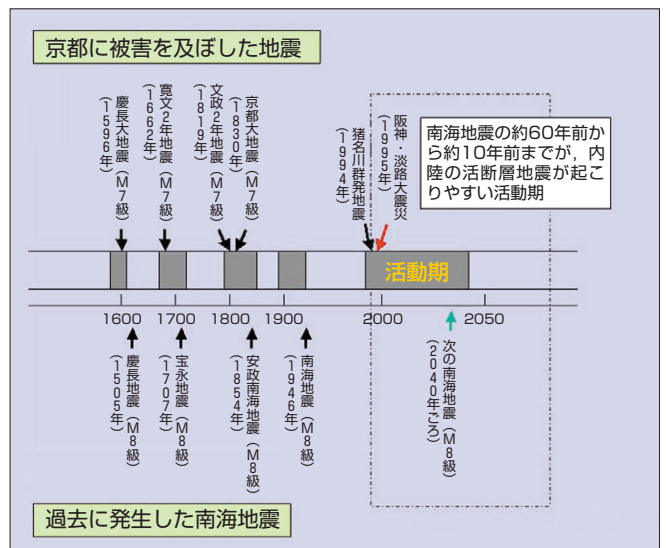 京都に被害を及ぼした地震
慶長大地震（M7級）
（1596年）
寛文2年地震（M7級）
（1662年）
文政2年地震（M7級）
（1819年）
京都大地震（M7級）
（1830年）
猪名川群発地震
（1994年）
阪神・淡路大震災
（1995年）
南海地震の約60年前か
ら約10年前までが，内
陸の活断層地震が起こ
りやすい活動期
活動期
1600
1700
1800
1900
2000
2050
慶長地震（M8級）
（1505年）
宝永地震（M8級）
（1707年）
安政南海地震（M8級）
（1854年）
南海地震（M8級）
（1946年）
次の南海地震（M8級）
（2040年ごろ）
過去に発生した南海地震